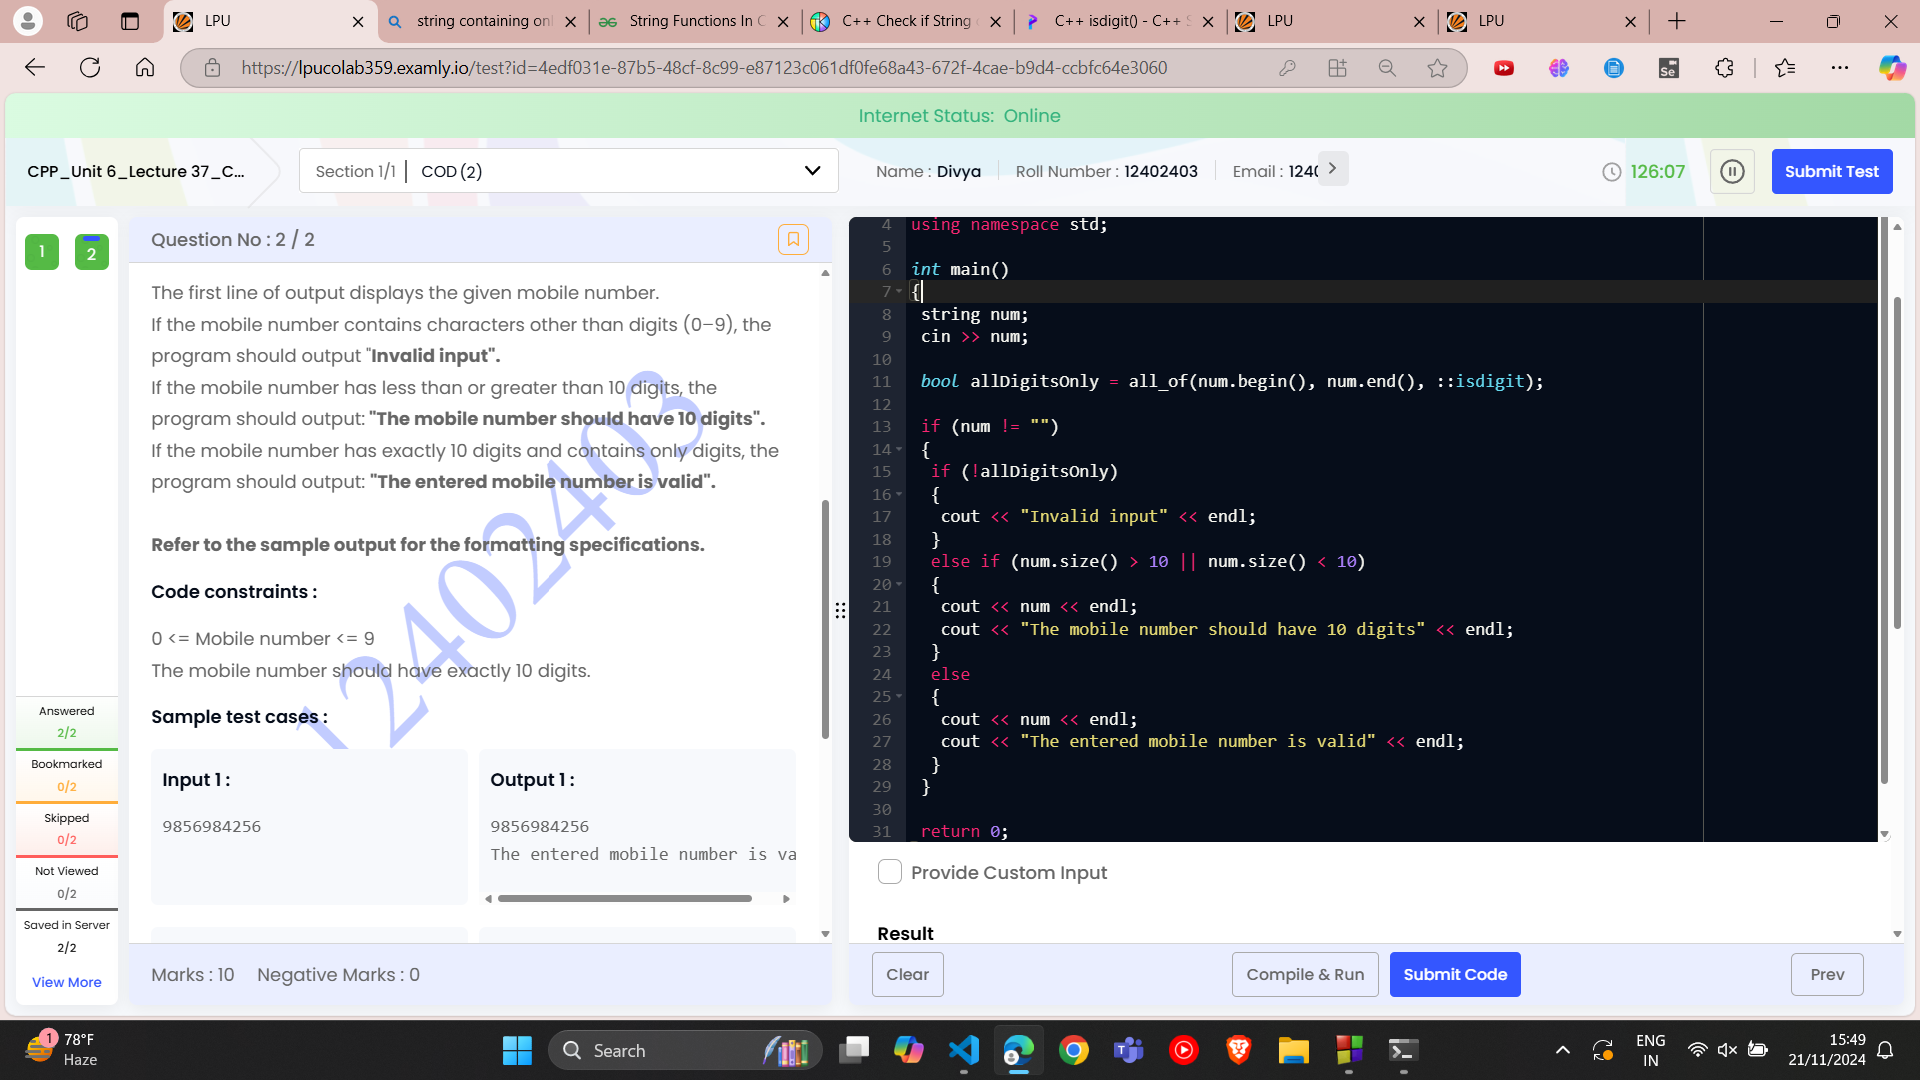 LPU
string containing onl
String Functions In C
C++ Check if String
C++ isdigit() - C++ S
LPU
LPU
https://lpucolab359.examly.io/test?id=4edf031e-87b5-48cf-8c99-e87123c061df0fe68a43-672f-4cae-b9d4-ccbfc64e3060
Internet Status: Online
CPP_Unit 6_Lecture 37_C...
Section 1/1 | COD (2)
Name : Divya
Roll Number : 12402403
Email : 1240
126:07
Submit Test
1
2
Question No : 2 / 2
The first line of output displays the given mobile number.
If the mobile number contains characters other than digits (0–9), the
program should output "Invalid input".
If the mobile number has less than or greater than 10 digits, the
program should output: "The mobile number should have 10 digits".
If the mobile number has exactly 10 digits and contains only digits, the
program should output: "The entered mobile number is valid".
Refer to the sample output for the formatting specifications.
Code constraints :
0 <= Mobile number <= 9
The mobile number should have exactly 10 digits.
Sample test cases :
Input 1 :
9856984256
Output 1 :
9856984256
The entered mobile number is va
12402403
Marks : 10 Negative Marks : 0
Answered
2/2
Bookmarked
0/2
Skipped
0/2
Not Viewed
0/2
Saved in Server
2/2
View More
4 using namespace std;
5
6 int main()
7 {
8 string num;
9 cin >> num;
10
11 bool allDigitsOnly = all_of(num.begin(), num.end(), ::isdigit);
12
13 if (num != "")
14 {
15 if (!allDigitsOnly)
16 {
17 cout << "Invalid input" << endl;
18 }
19 else if (num.size() > 10 || num.size() < 10)
20 {
21 cout << num << endl;
22 cout << "The mobile number should have 10 digits" << endl;
23 }
24 else
25 {
26 cout << num << endl;
27 cout << "The entered mobile number is valid" << endl;
28 }
29 }
30
31 return 0;
Provide Custom Input
Result
Clear
Compile & Run
Submit Code
Prev
1
78°F
Haze
Search
ENG
IN
15:49
21/11/2024